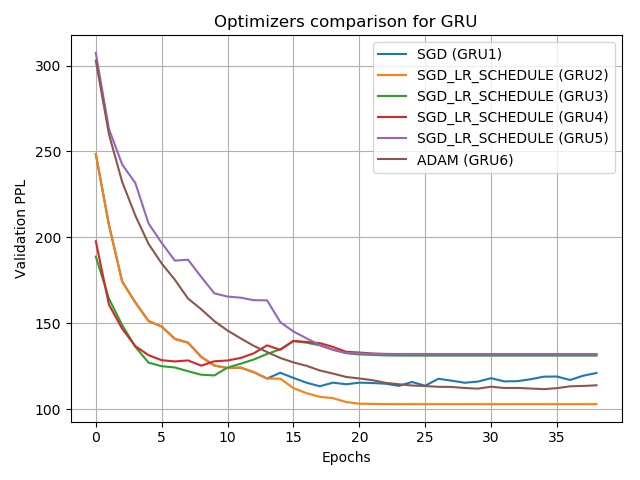 Optimizers comparison for GRU
SGD (GRU1)
SGD_LR_SCHEDULE (GRU2)
SGD_LR_SCHEDULE (GRU3)
SGD_LR_SCHEDULE (GRU4)
SGD_LR_SCHEDULE (GRU5)
ADAM (GRU6)
Validation PPL
300
250
200
150
100
0 5 10 15 20 25 30 35
Epochs